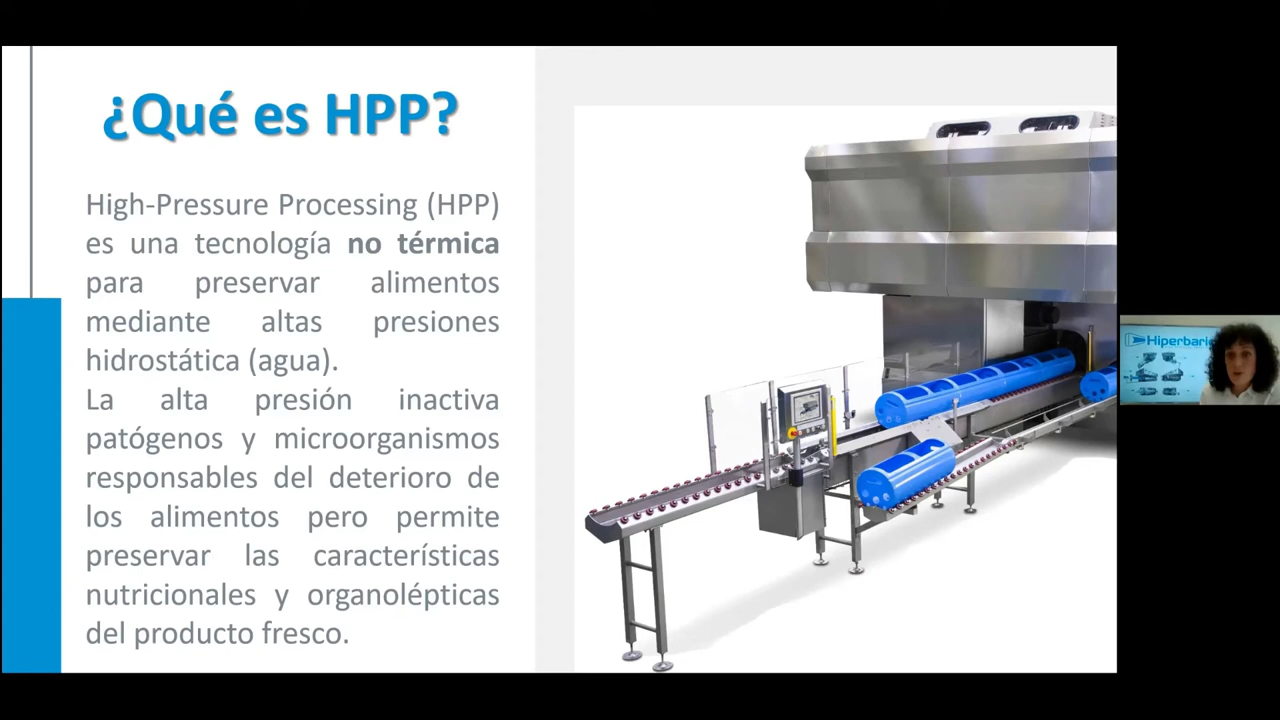 ¿Qué es HPP?
High-Pressure Processing (HPP)
es una tecnología no térmica
para preservar alimentos
mediante altas presiones
hidrostática (agua).
La alta presión inactiva
patógenos y microorganismos
responsables del deterioro de
los alimentos pero permite
preservar las características
nutricionales y organolépticas
del producto fresco.